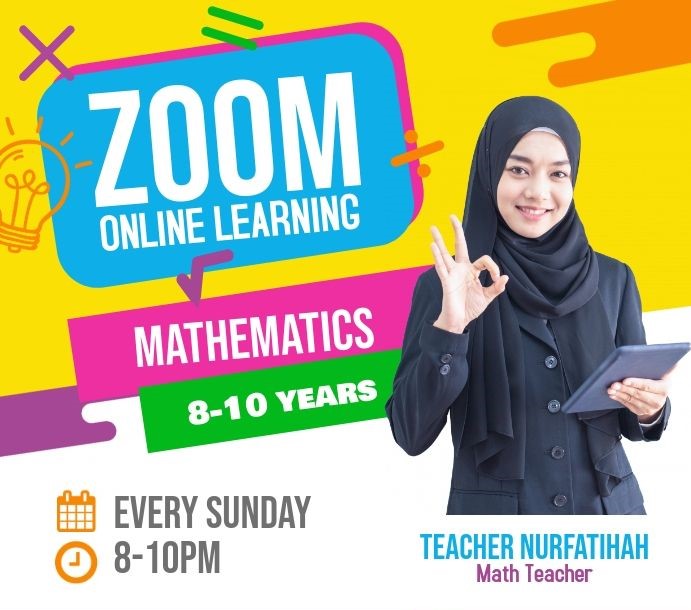 ZOOM
ONLINE LEARNING
MATHEMATICS
8-10 YEARS
EVERY SUNDAY
8-10PM
TEACHER NURFATIHAH
Math Teacher